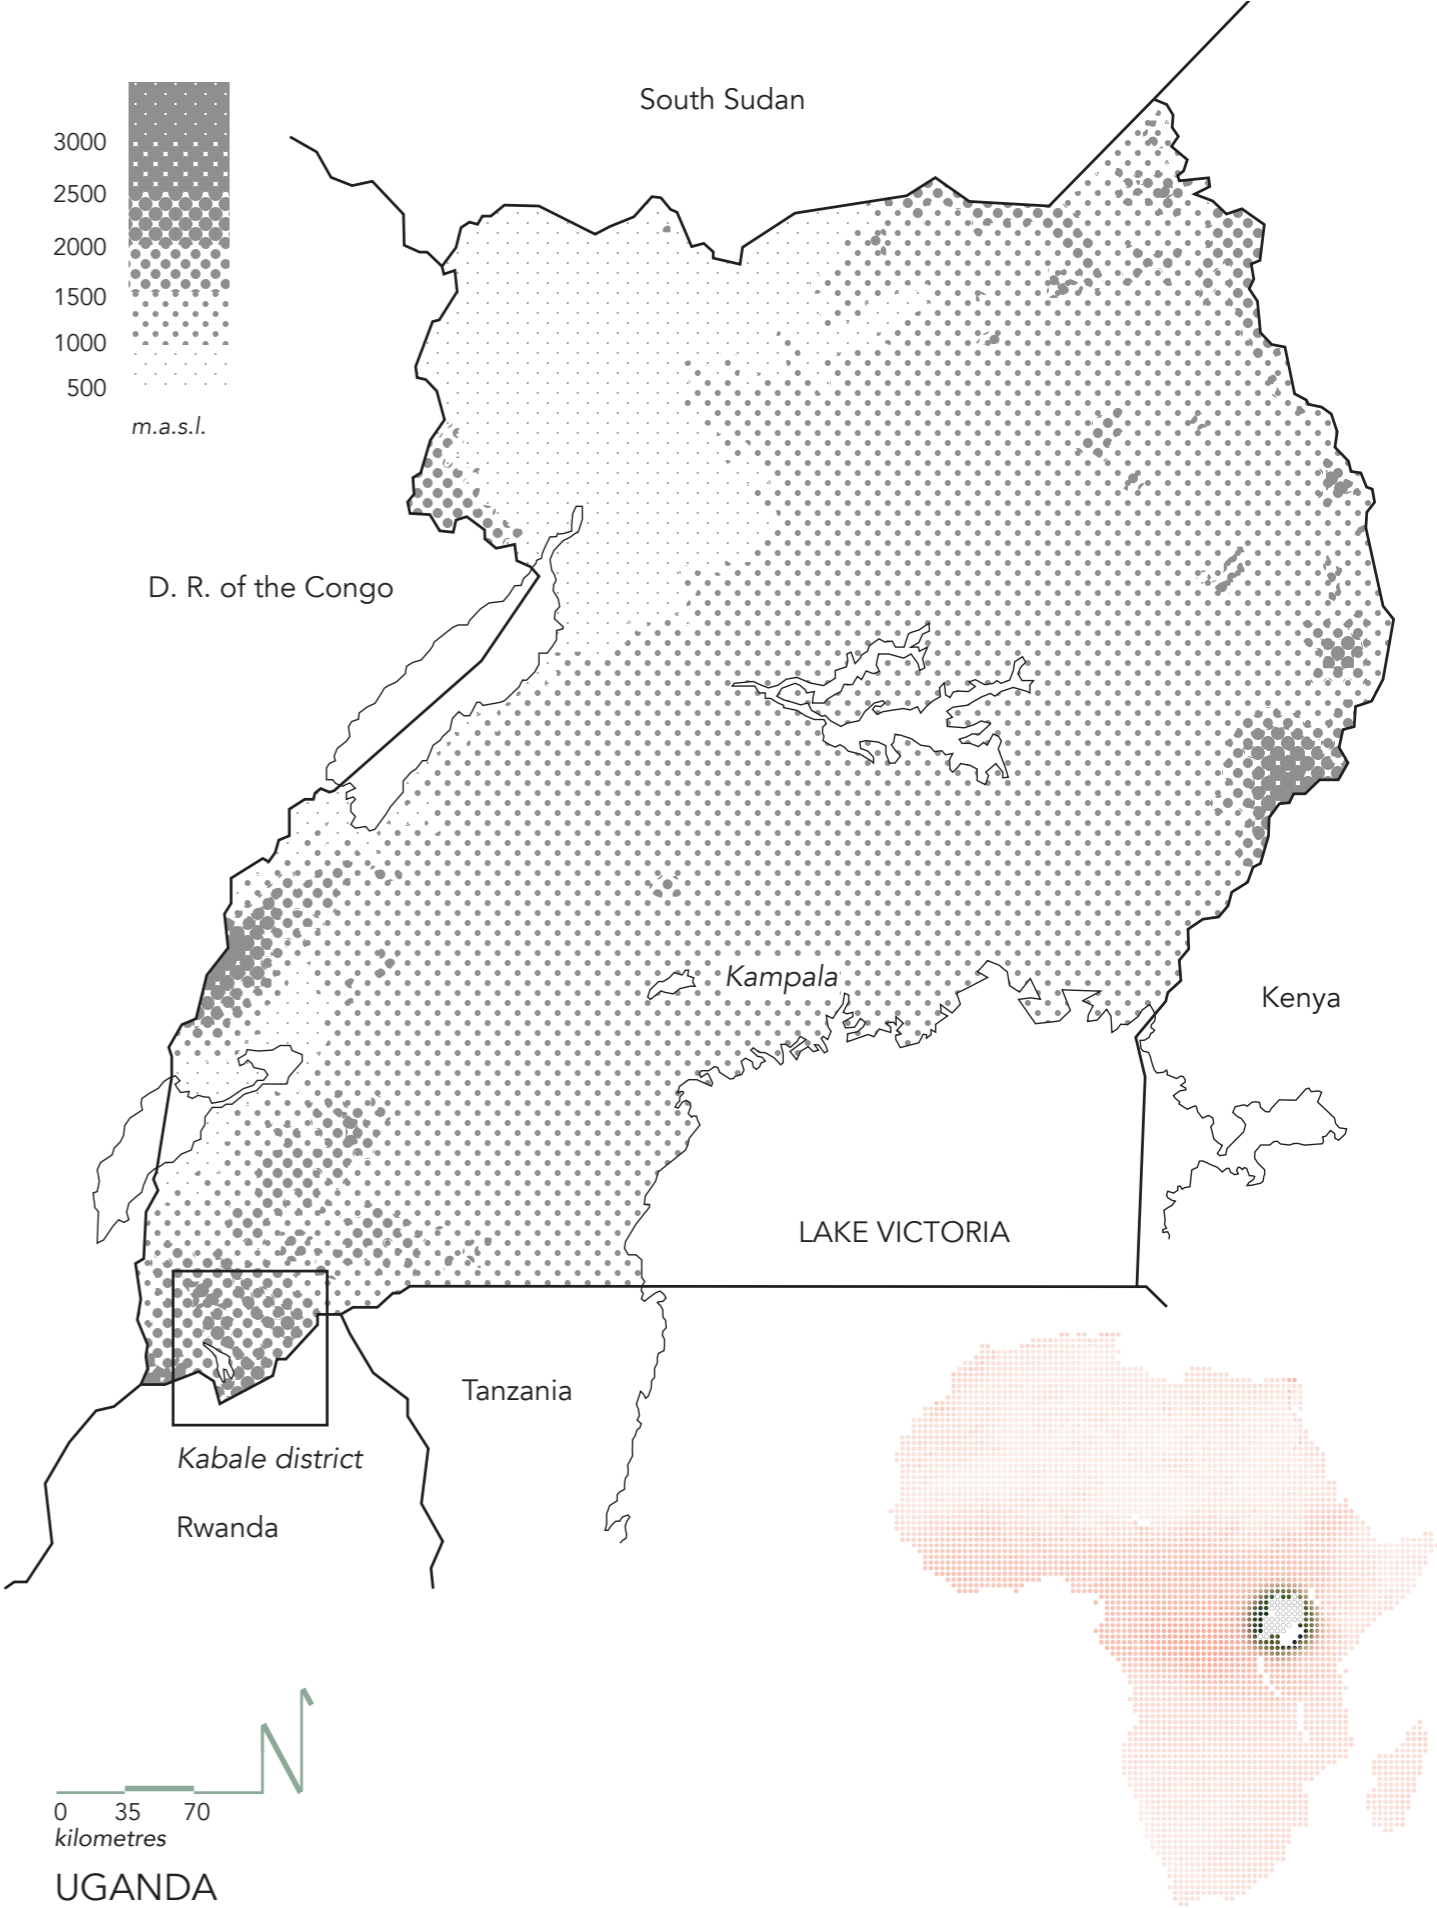 South Sudan
3000
2500
2000
1500
1000
500
m.a.s.l.
D. R. of the Congo
Kampala
Kenya
LAKE VICTORIA
Tanzania
Kabale district
Rwanda
N
0 35 70
kilometres
UGANDA